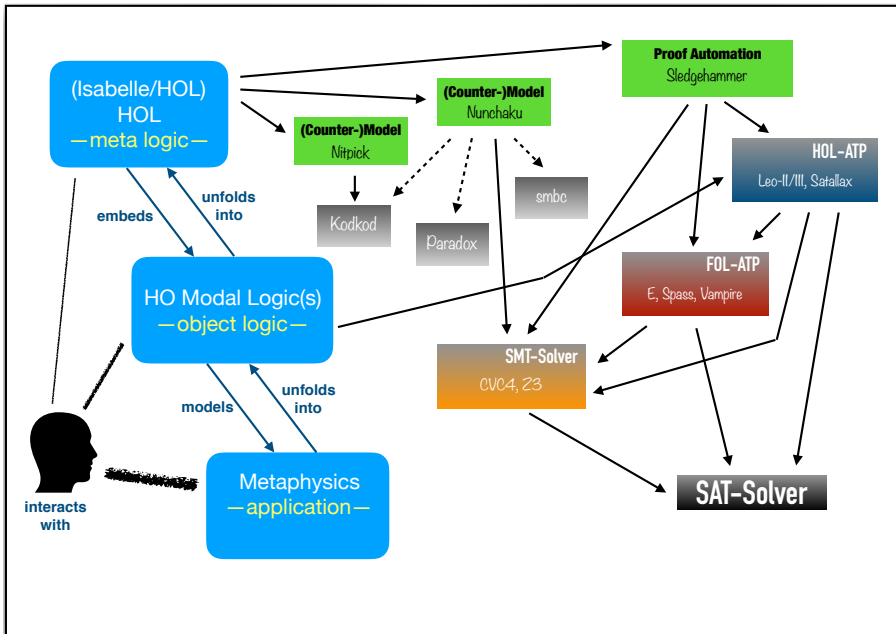 (Isabelle/HOL)
HOL
—meta logic—
embeds
unfolds
into
HO Modal Logic(s)
—object logic—
models
unfolds
into
Metaphysics
—application—
interacts
with
(Counter-)Model
Nitpick
(Counter-)Model
Nunchaku
Kodkod
Paradox
smbc
Proof Automation
Sledgehammer
HOL-ATP
Leo-II/III, Satallax
FOL-ATP
E, Spass, Vampire
SMT-Solver
CVC4, Z3
SAT-Solver